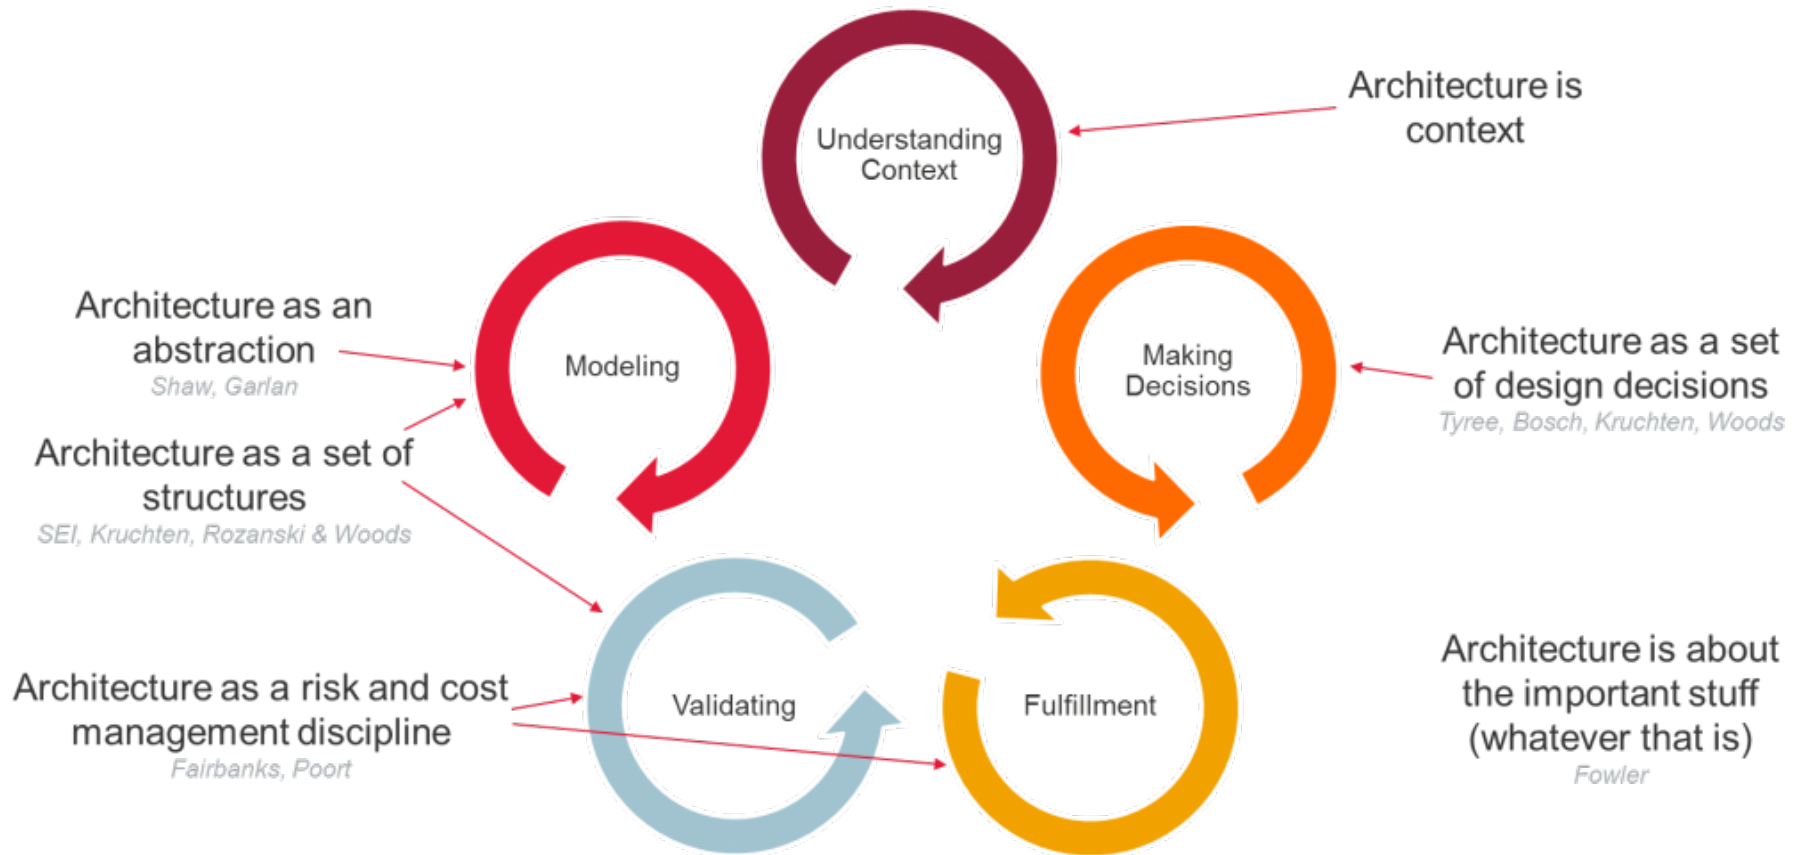 Understanding
Context
Architecture is
context
Modeling
Making
Decisions
Architecture as an
abstraction
Shaw, Garlan
Architecture as a set of
structures
SEI, Kruchten, Rozanski & Woods
Architecture as a set
of design decisions
Tyree, Bosch, Kruchten, Woods
Architecture as a risk and cost
management discipline
Fairbanks, Poort
Validating
Fulfillment
Architecture is about
the important stuff
(whatever that is)
Fowler